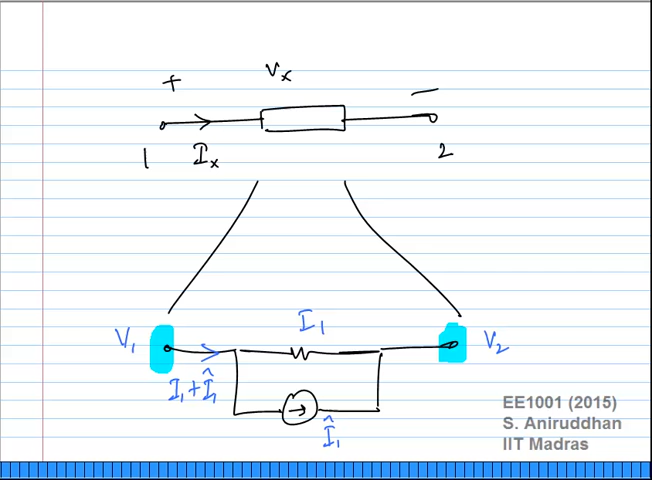 + Vx −
1 Ix 2
I₁
V₁ V₂
I₁+Î₁
Î₁
EE1001 (2015)
S. Aniruddhan
IIT Madras